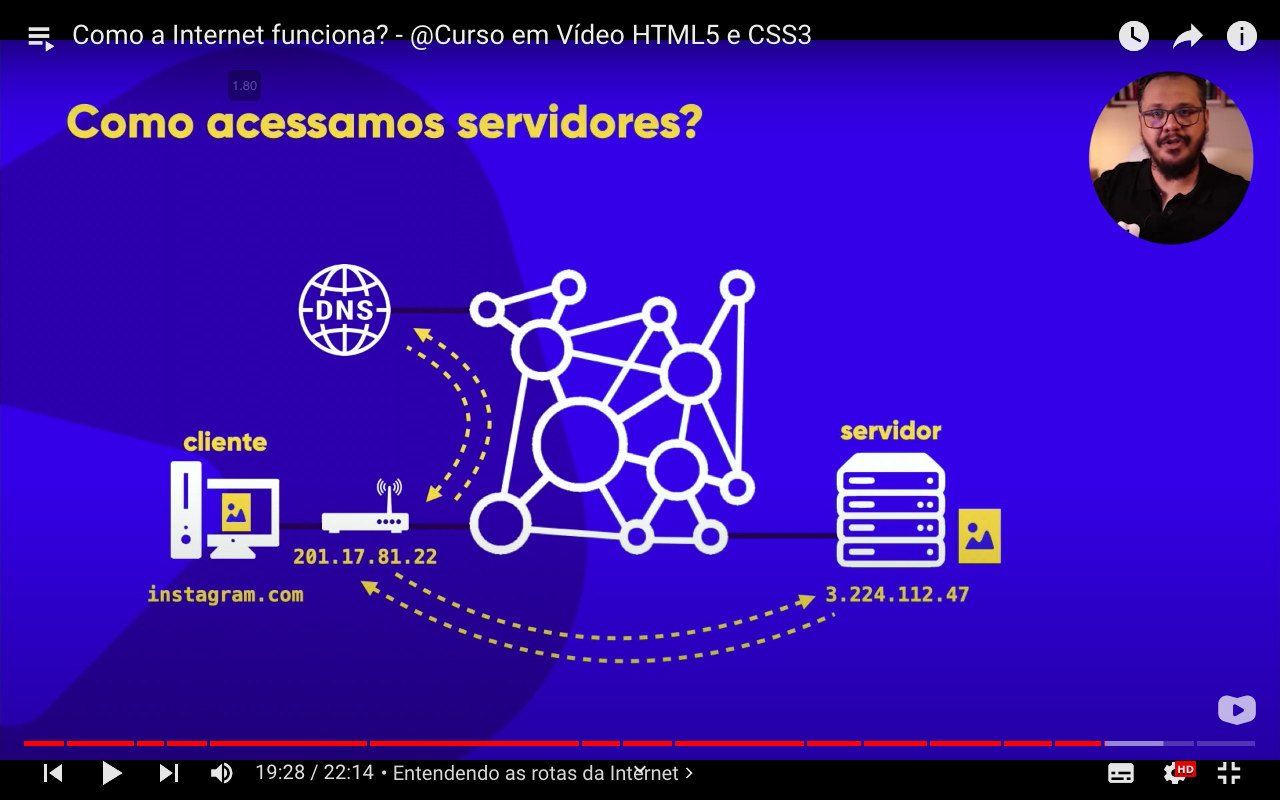 Como a Internet funciona? - @Curso em Vídeo HTML5 e CSS3
1.80
Como acessamos servidores?
DNS
cliente
servidor
201.17.81.22
instagram.com
3.224.112.47
19:28 / 22:14 • Entendendo as rotas da Internet
HD